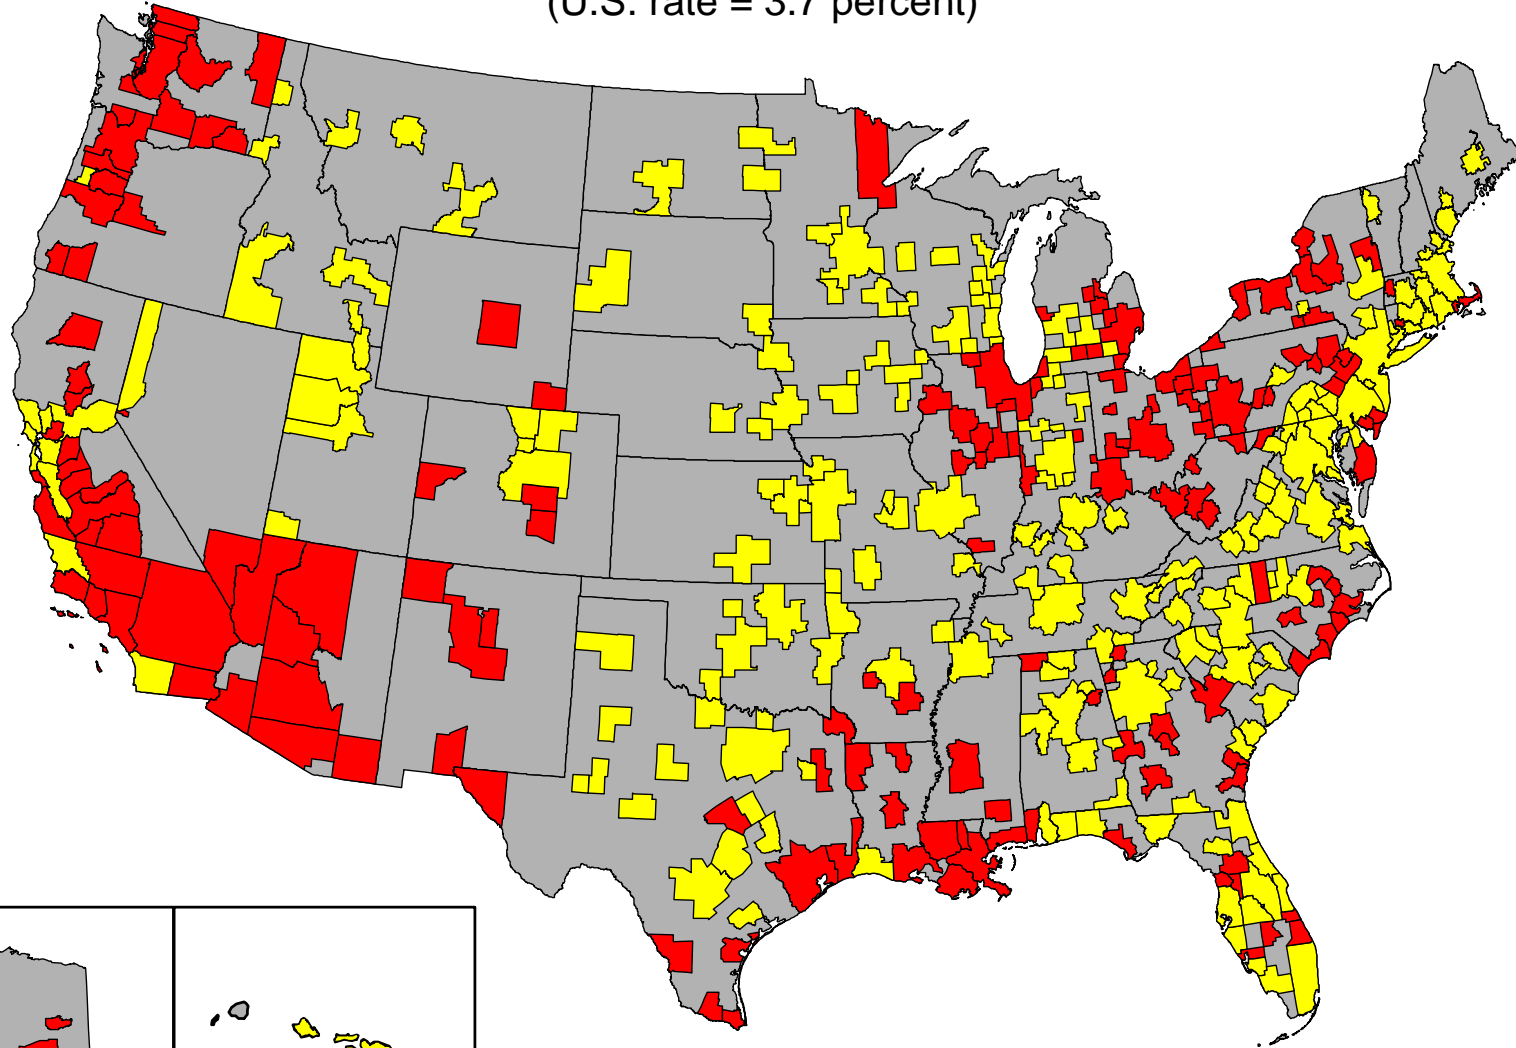 (U.S. rate = 3.7 percent)